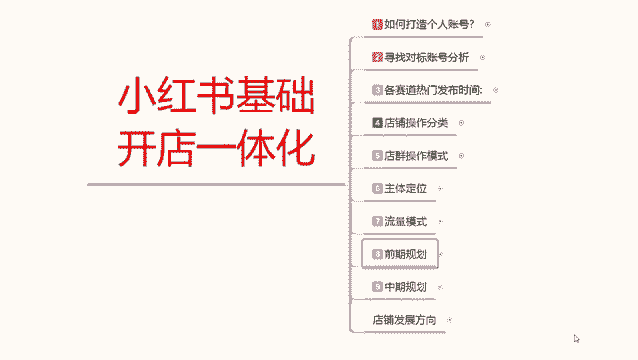 小红书基础
开店一体化
1 如何打造个人账号?
2 寻找对标账号分析
3 各赛道热门发布时间:
4 店铺操作分类
5 店群操作模式
6 主体定位
7 流量模式
8 前期规划
9 中期规划
店铺发展方向